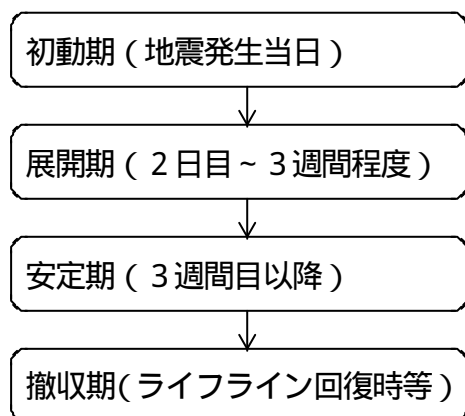 初動期(地震発生当日)
展開期(2日目~3週間程度)
安定期(3週間目以降)
撤収期(ライフライン回復時等)